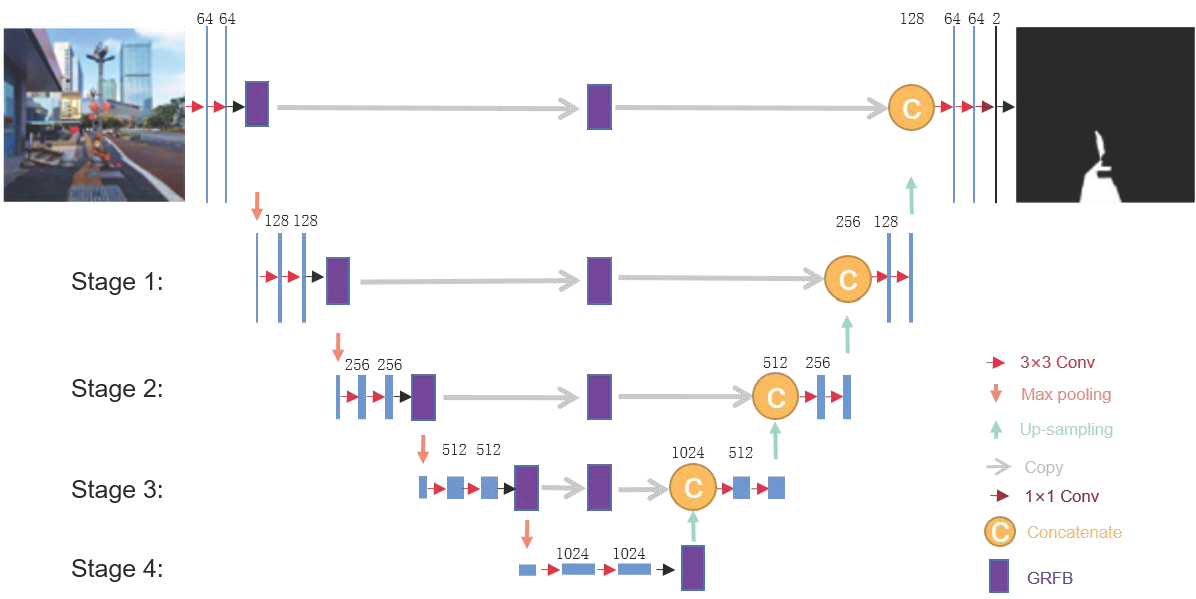 64 64
128
64 64 2
C
128 128
256
128
Stage 1:
C
256 256
512
256
Stage 2:
C
512 512
1024
512
Stage 3:
C
1024
1024
Stage 4:
3×3 Conv
Max pooling
Up-sampling
Copy
1×1 Conv
C
Concatenate
GRFB